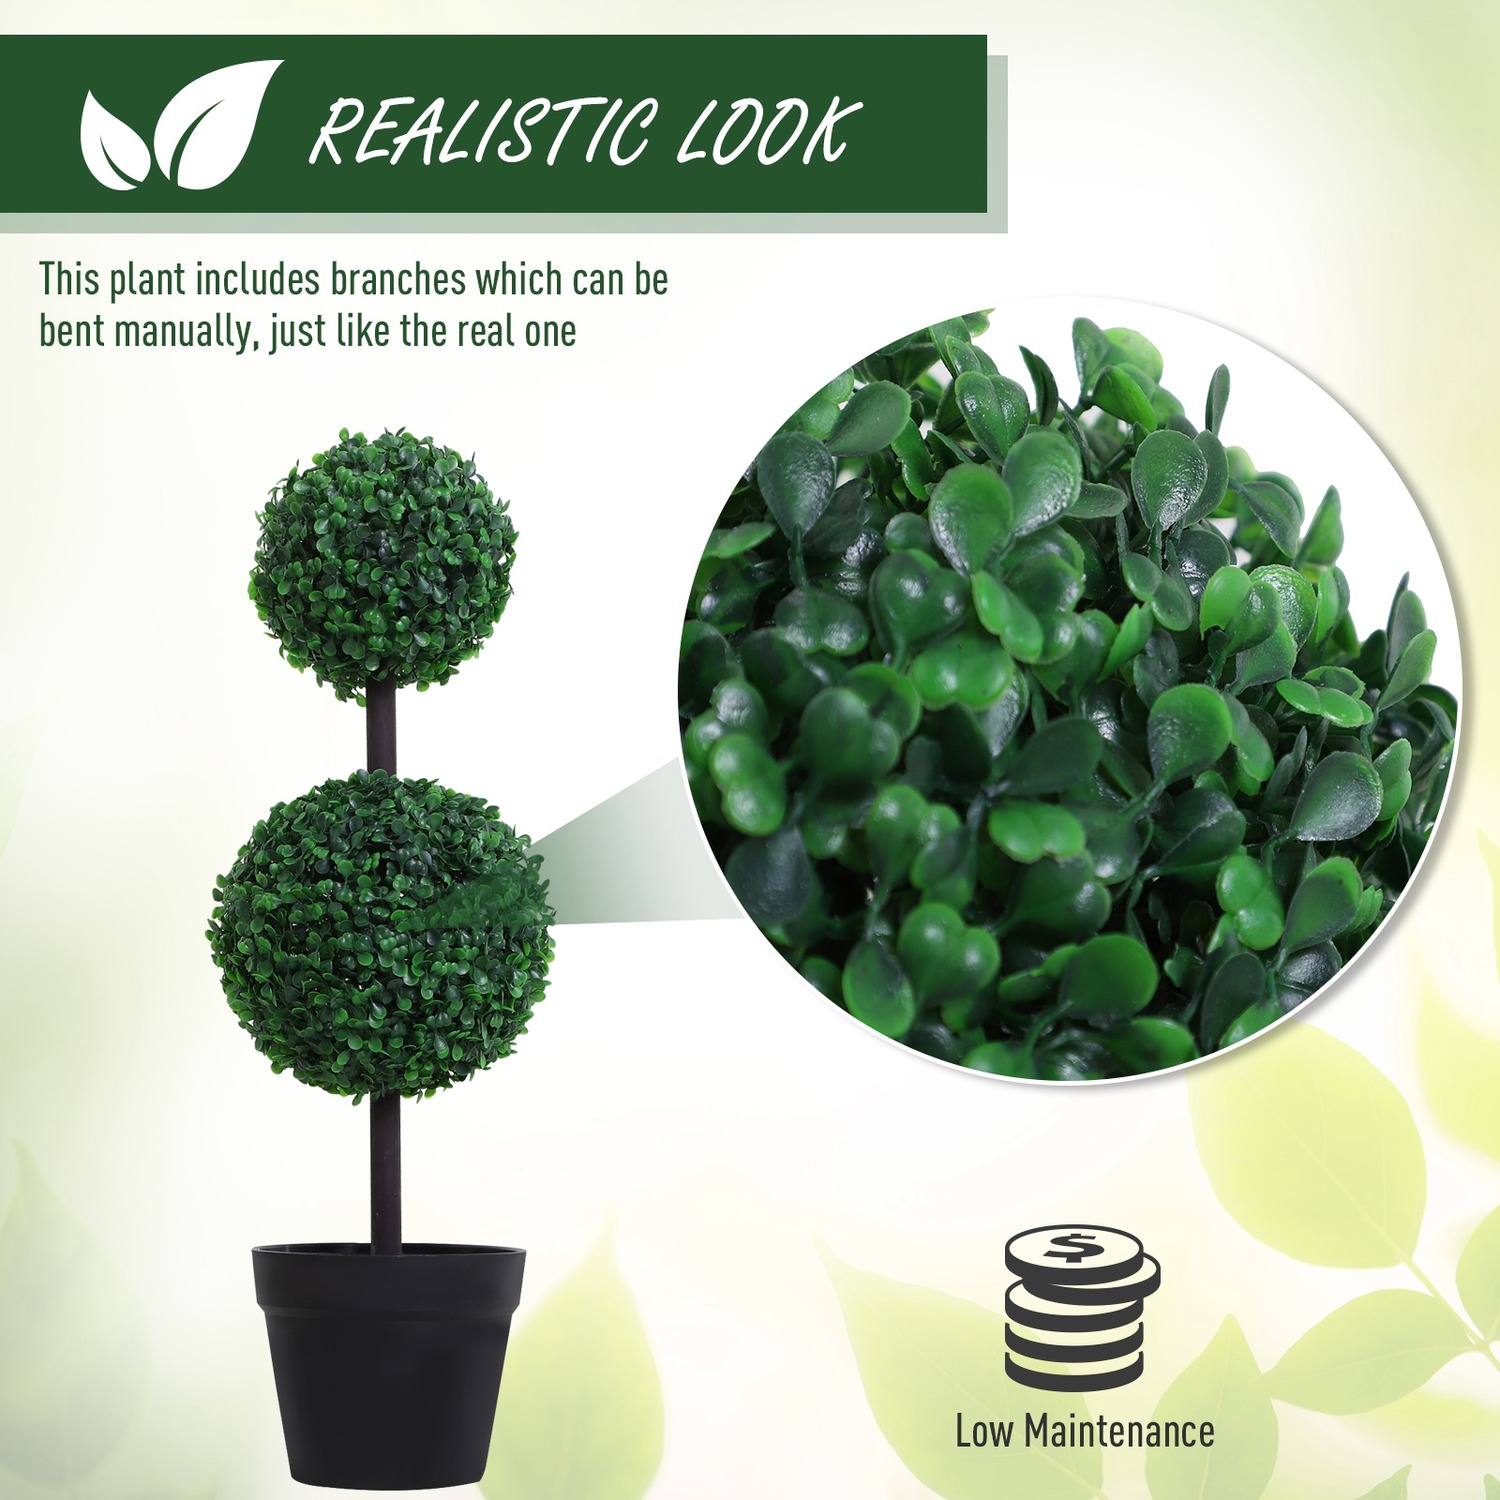 REALISTIC LOOK
This plant includes branches which can be
bent manually, just like the real one
$
Low Maintenance